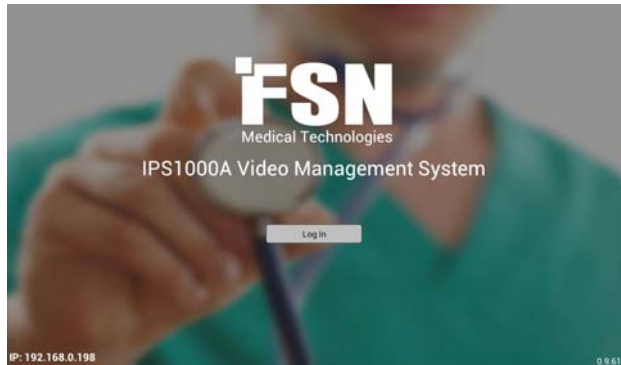 FSN
Medical Technologies
IPS1000A Video Management System
Log In
IP: 192.168.0.198
0.9.61